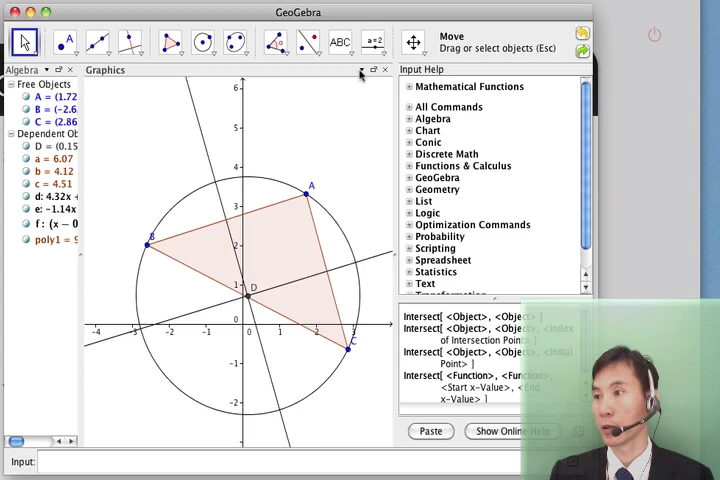 GeoGebra
A
ABC
a=2
Move
Drag or select objects (Esc)
Algebra
Graphics
Input Help
Free Objects
A = (1.72
B = (-2.6
C = (2.86
Dependent Ob
D = (0.15
a = 6.07
b = 4.12
c = 4.51
d: 4.32x +
e: -1.14x
f: (x - 0
poly1 = 9
6
5
4
3
2
1
0
-1
-2
-4
-3
-2
-1
0
1
2
3
A
B
C
D
Mathematical Functions
All Commands
Algebra
Chart
Conic
Discrete Math
Functions & Calculus
GeoGebra
Geometry
List
Logic
Optimization Commands
Probability
Scripting
Spreadsheet
Statistics
Text
Transformation
Intersect[ <Object>, <Object> ]
Intersect[ <Object>, <Object>, <Index
of Intersection Point> ]
Intersect[ <Object>, <Object>, <Initial
Point> ]
Intersect[ <Function>, <Function>,
<Start x-Value>, <End
x-Value> ]
Paste
Show Online Help
Input: